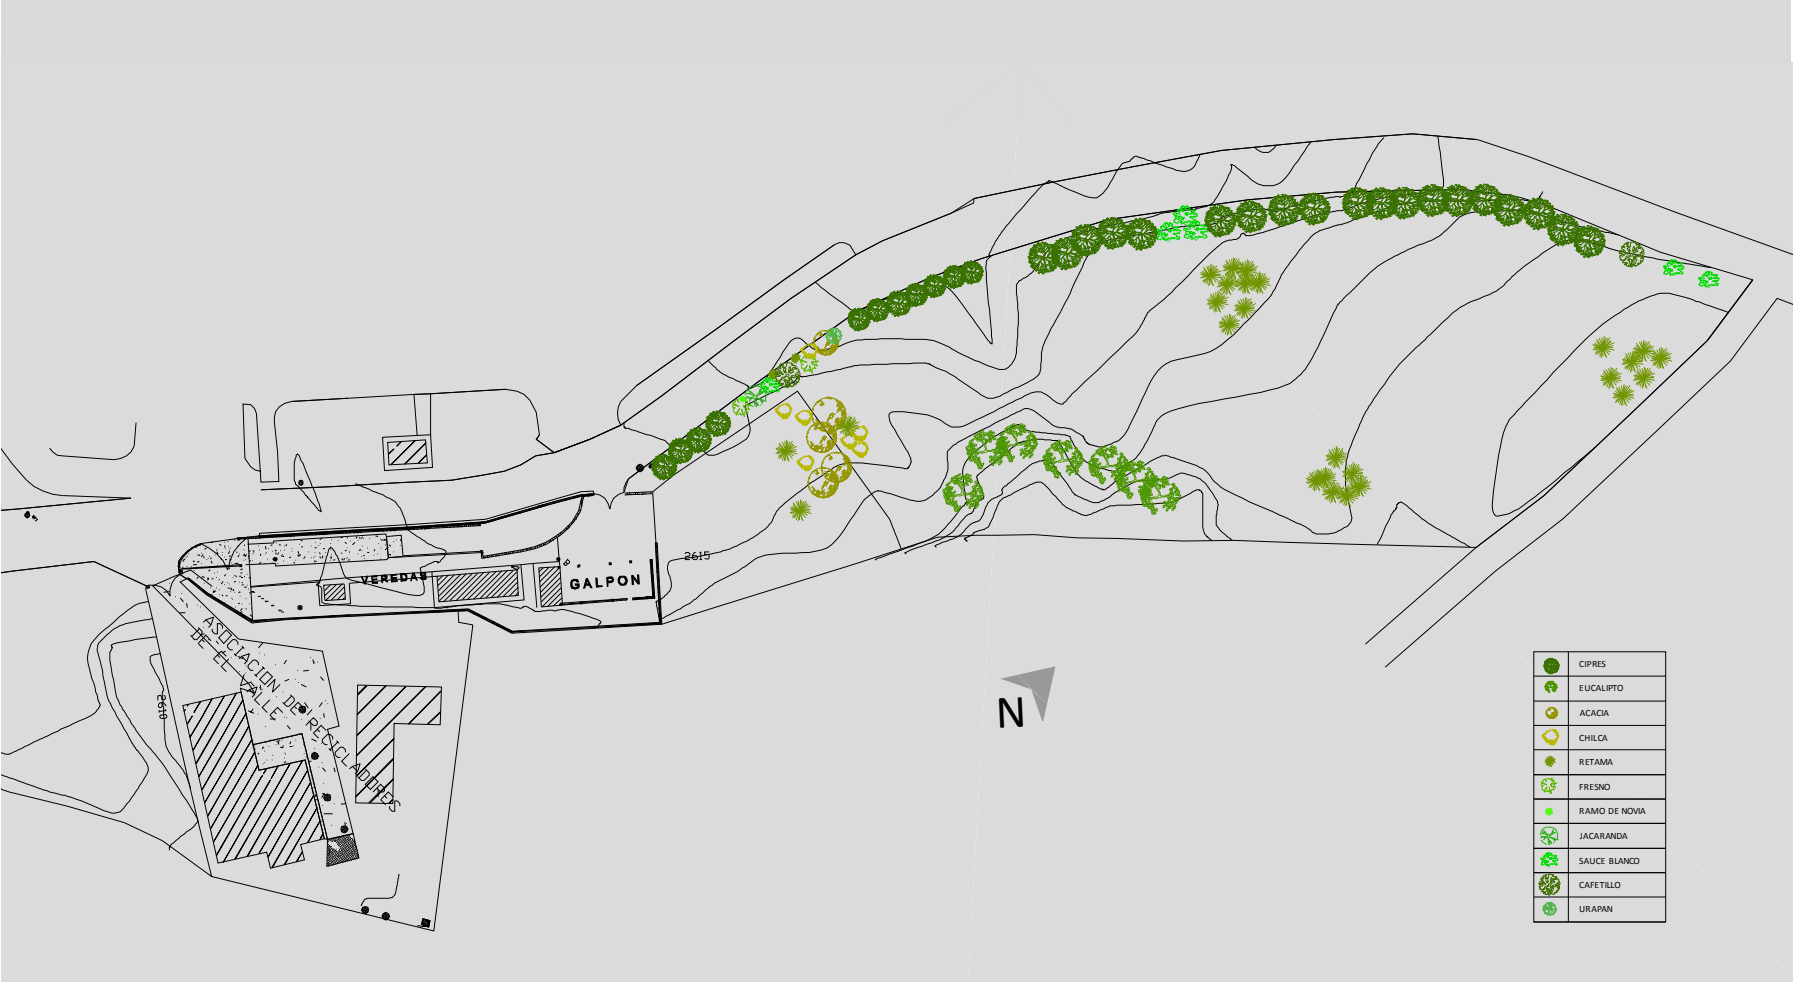 2615
VEREDAS
GALPON
ASOCIACION DE RECICLADORES
DE EL VALLE
2610
N
CIPRES
EUCALIPTO
ACACIA
CHILCA
RETAMA
FRESNO
RAMO DE NOVIA
JACARANDA
SAUCE BLANCO
CAFETILLO
URAPAN